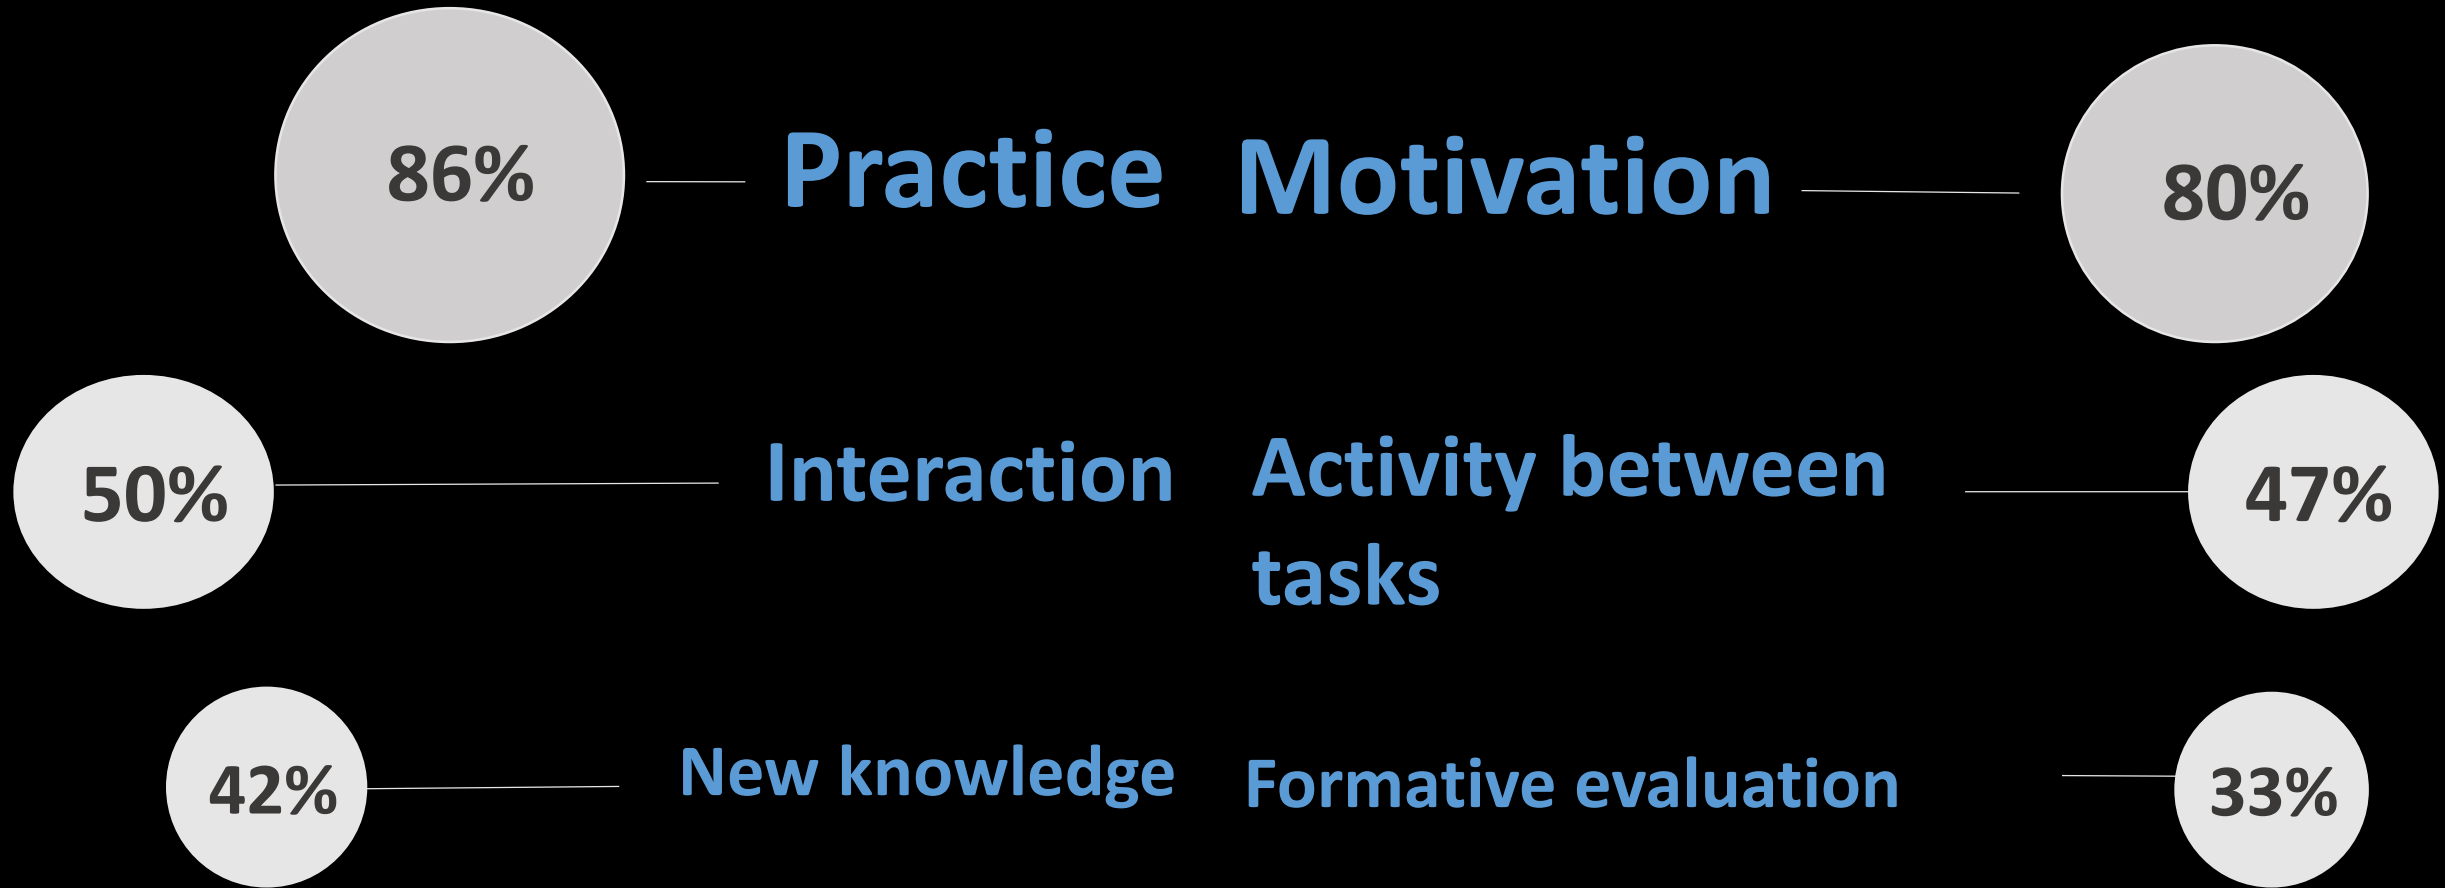 86%
Practice
Motivation
80%
50%
Interaction
Activity between
tasks
47%
42%
New knowledge
Formative evaluation
33%